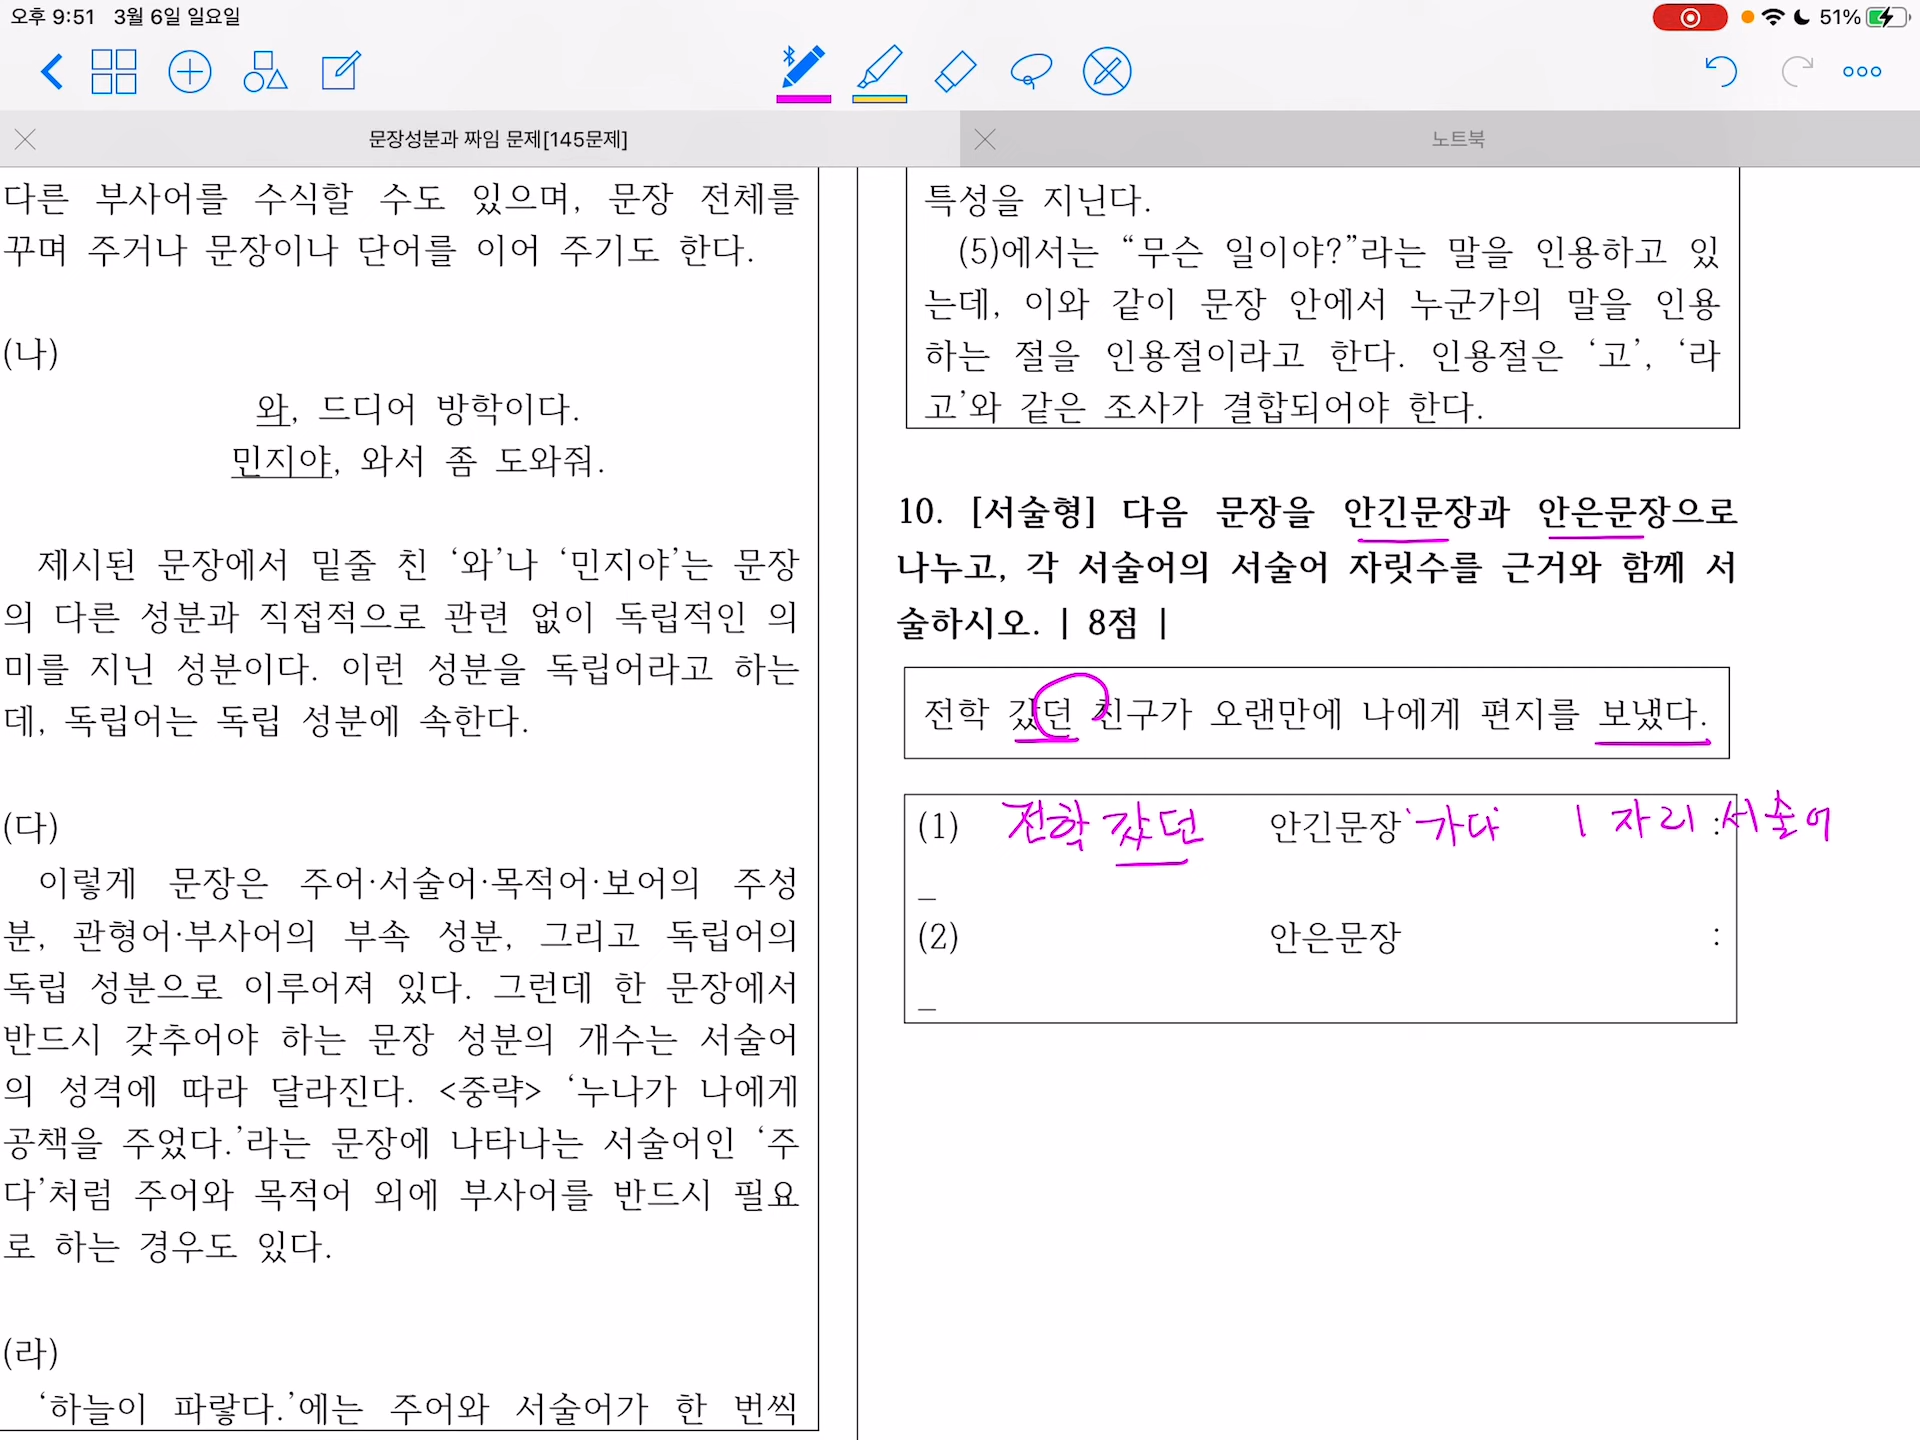 오후 9:51 3월 6일 일요일
51%
문장성분과 짜임 문제[145문제]
노트북
다른 부사어를 수식할 수도 있으며, 문장 전체를
꾸며 주거나 문장이나 단어를 이어 주기도 한다.
(나)
와, 드디어 방학이다.
민지야, 와서 좀 도와줘.
제시된 문장에서 밑줄 친 ‘와’나 ‘민지야’는 문장
의 다른 성분과 직접적으로 관련 없이 독립적인 의
미를 지닌 성분이다. 이런 성분을 독립어라고 하는
데, 독립어는 독립 성분에 속한다.
(다)
이렇게 문장은 주어·서술어·목적어·보어의 주성
분, 관형어·부사어의 부속 성분, 그리고 독립어의
독립 성분으로 이루어져 있다. 그런데 한 문장에서
반드시 갖추어야 하는 문장 성분의 개수는 서술어
의 성격에 따라 달라진다. <중략> ‘누나가 나에게
공책을 주었다.’라는 문장에 나타나는 서술어인 ‘주
다’처럼 주어와 목적어 외에 부사어를 반드시 필요
로 하는 경우도 있다.
(라)
‘하늘이 파랗다.’에는 주어와 서술어가 한 번씩
특성을 지닌다.
(5)에서는 “무슨 일이야?”라는 말을 인용하고 있
는데, 이와 같이 문장 안에서 누군가의 말을 인용
하는 절을 인용절이라고 한다. 인용절은 ‘고’, ‘라
고’와 같은 조사가 결합되어야 한다.
10. [서술형] 다음 문장을 안긴문장과 안은문장으로
나누고, 각 서술어의 서술어 자릿수를 근거와 함께 서
술하시오. | 8점 |
전학 갔던 친구가 오랜만에 나에게 편지를 보냈다.
(1) 전학 갔던 안긴문장 '가다' 1 자리 : 서술어
_
(2) 안은문장 :
_